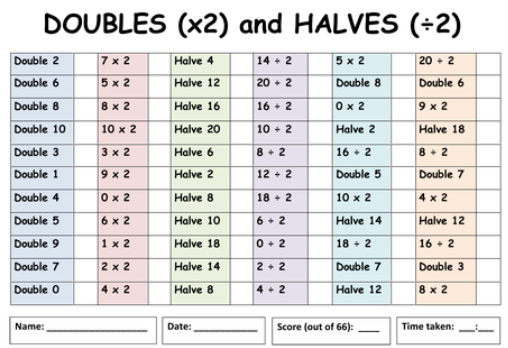 DOUBLES (x2) and HALVES (÷2)
Double 2 7 x 2 Halve 4 14 ÷ 2 5 x 2 20 ÷ 2
Double 6 5 x 2 Halve 12 20 ÷ 2 Double 8 Double 6
Double 8 8 x 2 Halve 16 16 ÷ 2 0 x 2 9 x 2
Double 10 10 x 2 Halve 20 10 ÷ 2 Halve 2 Halve 18
Double 3 3 x 2 Halve 6 8 ÷ 2 16 ÷ 2 8 ÷ 2
Double 1 9 x 2 Halve 2 12 ÷ 2 Double 5 Double 7
Double 4 0 x 2 Halve 8 18 ÷ 2 10 x 2 4 x 2
Double 5 6 x 2 Halve 10 6 ÷ 2 Halve 14 Halve 12
Double 9 1 x 2 Halve 18 0 ÷ 2 18 ÷ 2 16 ÷ 2
Double 7 2 x 2 Halve 14 2 ÷ 2 Double 7 Double 3
Double 0 4 x 2 Halve 8 4 ÷ 2 Halve 12 8 x 2
Name: ___________________ Date: ____________ Score (out of 66): ____ Time taken: ___:___